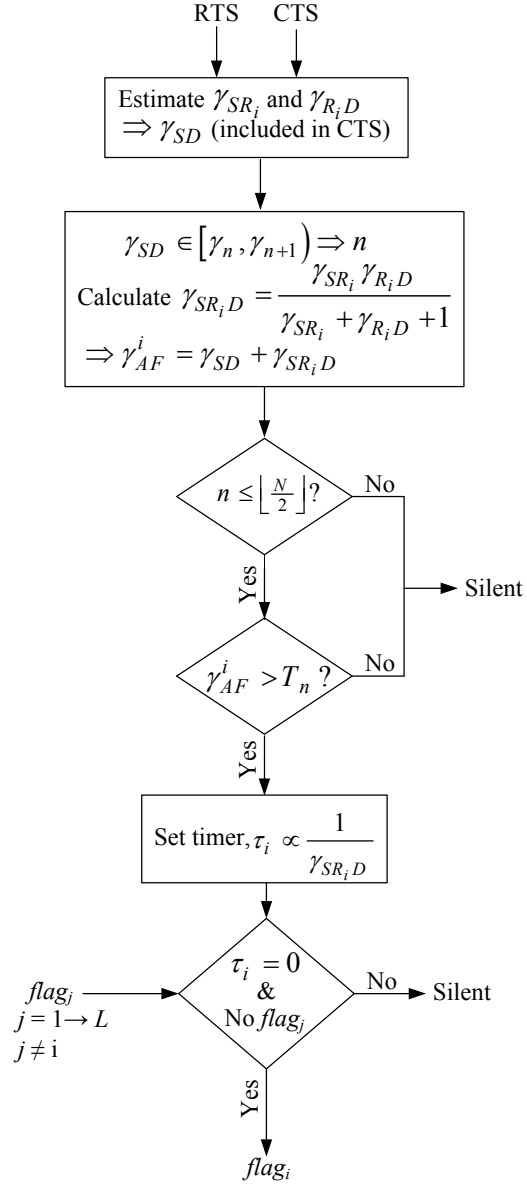 RTS CTS
Estimate γ_{SR_i} and γ_{R_iD}
⇒ γ_{SD} (included in CTS)
γ_{SD} ∈ [γ_n , γ_{n+1}) ⇒ n
Calculate γ_{SR_iD} = \frac{γ_{SR_i} γ_{R_iD}}{γ_{SR_i} + γ_{R_iD} + 1}
⇒ γ^i_{AF} = γ_{SD} + γ_{SR_iD}
n ≤ ⌊\frac{N}{2}⌋?
No
Yes
Silent
γ^i_{AF} > T_n ?
No
Yes
Set timer, τ_i ∝ \frac{1}{γ_{SR_iD}}
τ_i = 0
&
No flag_j
flag_j
j = 1→ L
j ≠ i
No
Silent
Yes
flag_i